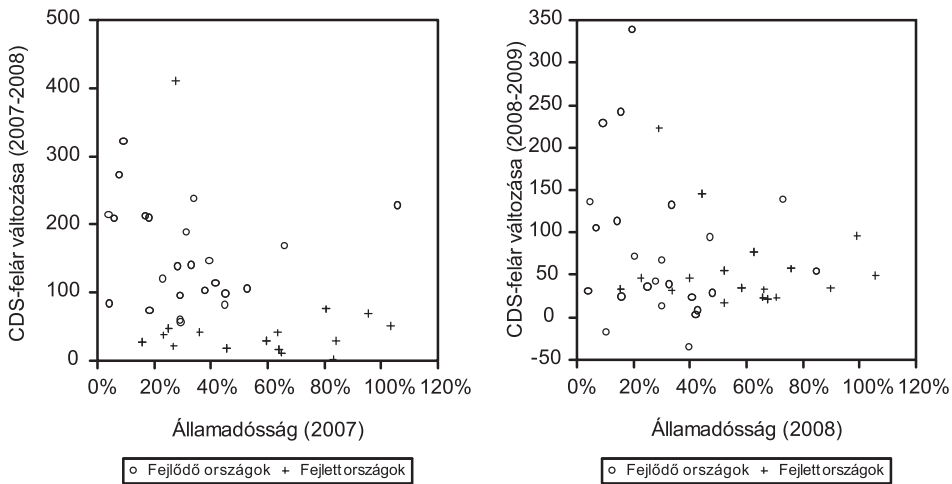 500
400
300
200
100
0
CDS-felár változása (2007-2008)
0% 20% 40% 60% 80% 100% 120%
Államadósság (2007)
o Fejlődő országok + Fejlett országok
350
300
250
200
150
100
50
0
-50
CDS-felár változása (2008-2009)
0% 20% 40% 60% 80% 100% 120%
Államadósság (2008)
o Fejlődő országok + Fejlett országok